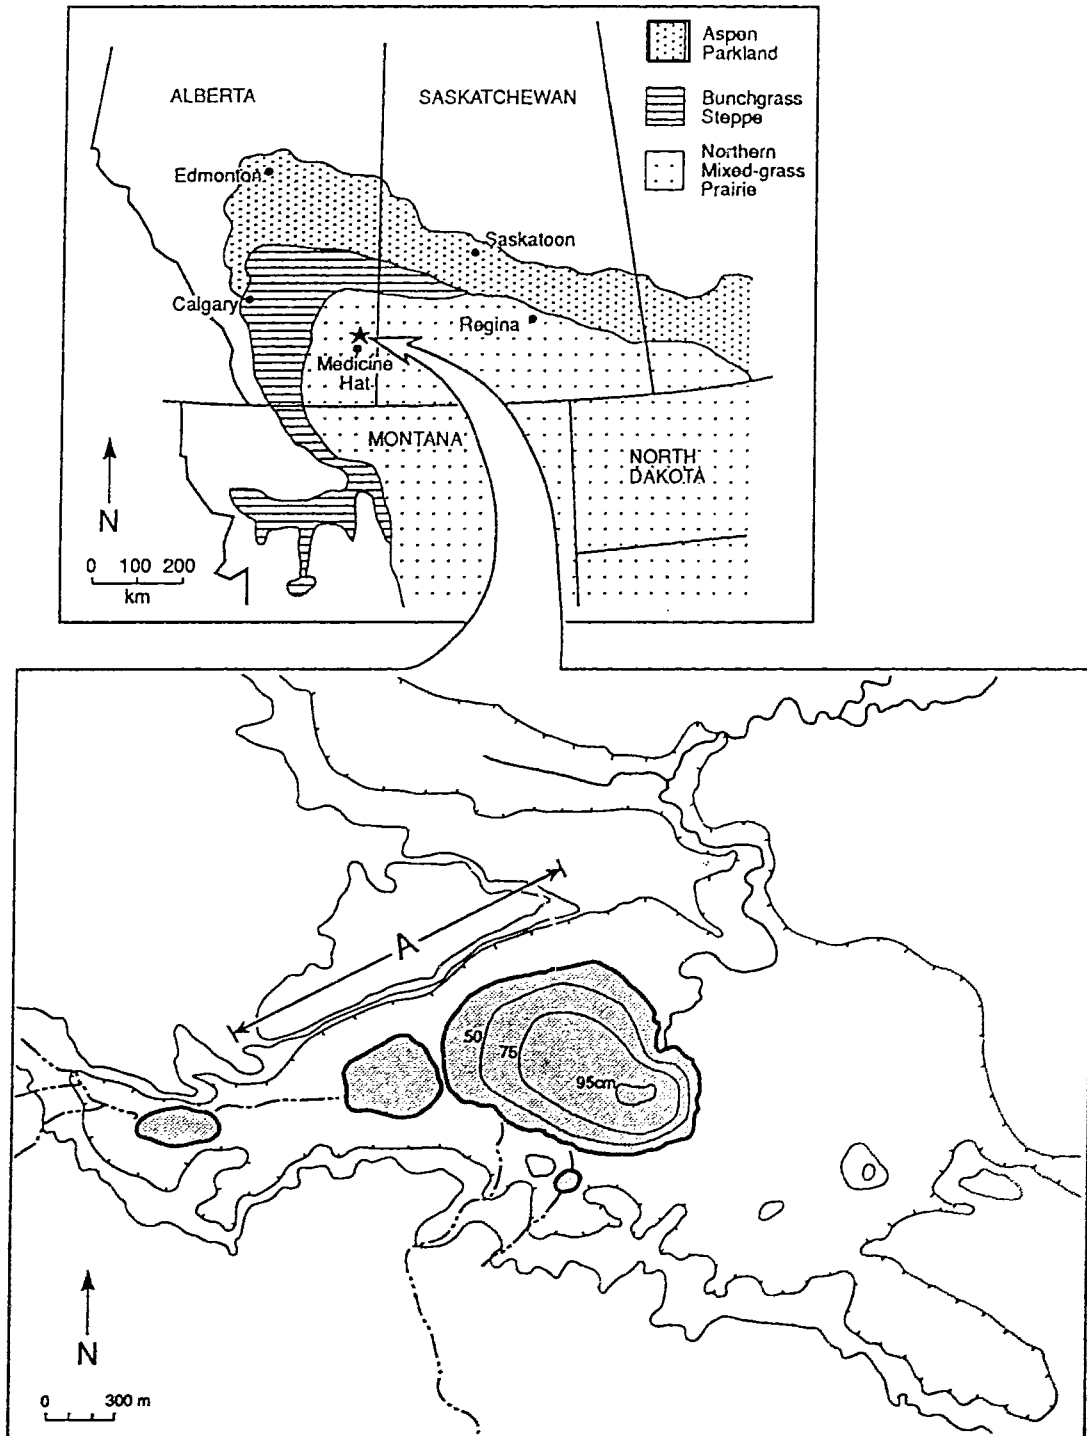 Aspen
Parkland
ALBERTA
SASKATCHEWAN
Bunchgrass
Steppe
Northern
Mixed-grass
Prairie
Edmonton
Saskatoon
Calgary
Regina
Medicine
Hat
MONTANA
NORTH
DAKOTA
N
0 100 200
km
A
50
75
95cm
N
0 300 m